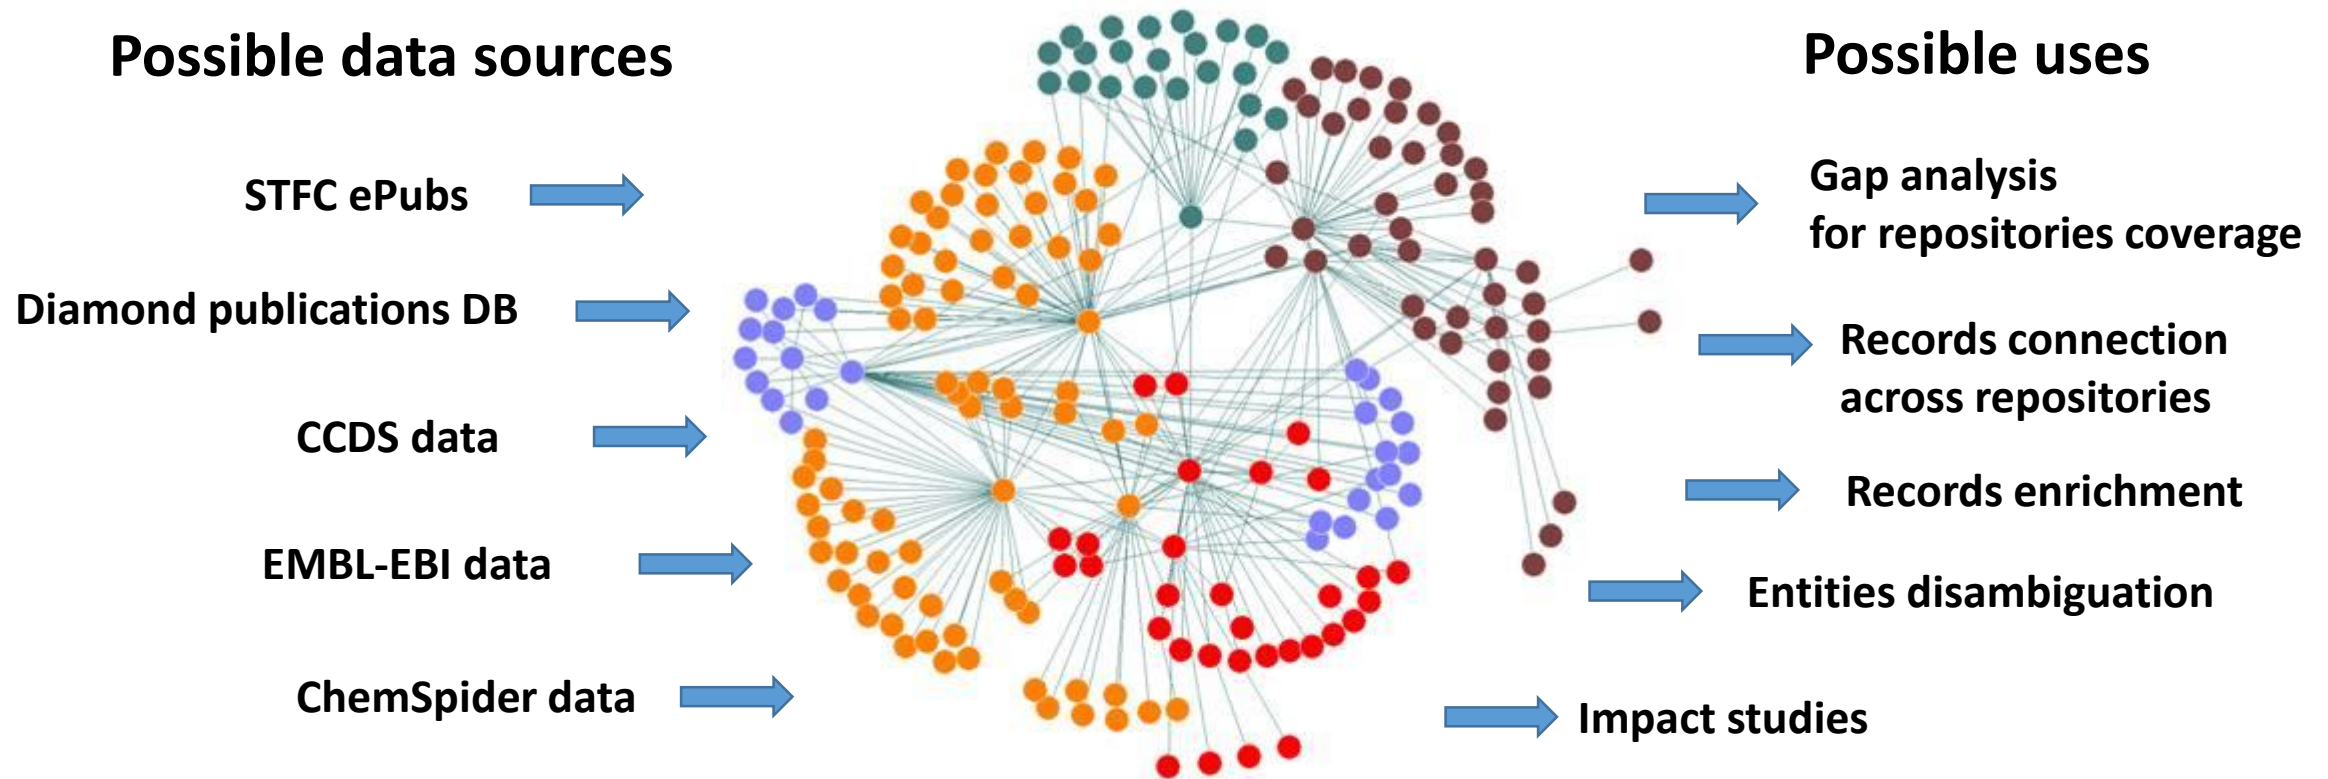 Possible data sources
STFC ePubs
Diamond publications DB
CCDS data
EMBL-EBI data
ChemSpider data
Possible uses
Gap analysis
for repositories coverage
Records connection
across repositories
Records enrichment
Entities disambiguation
Impact studies